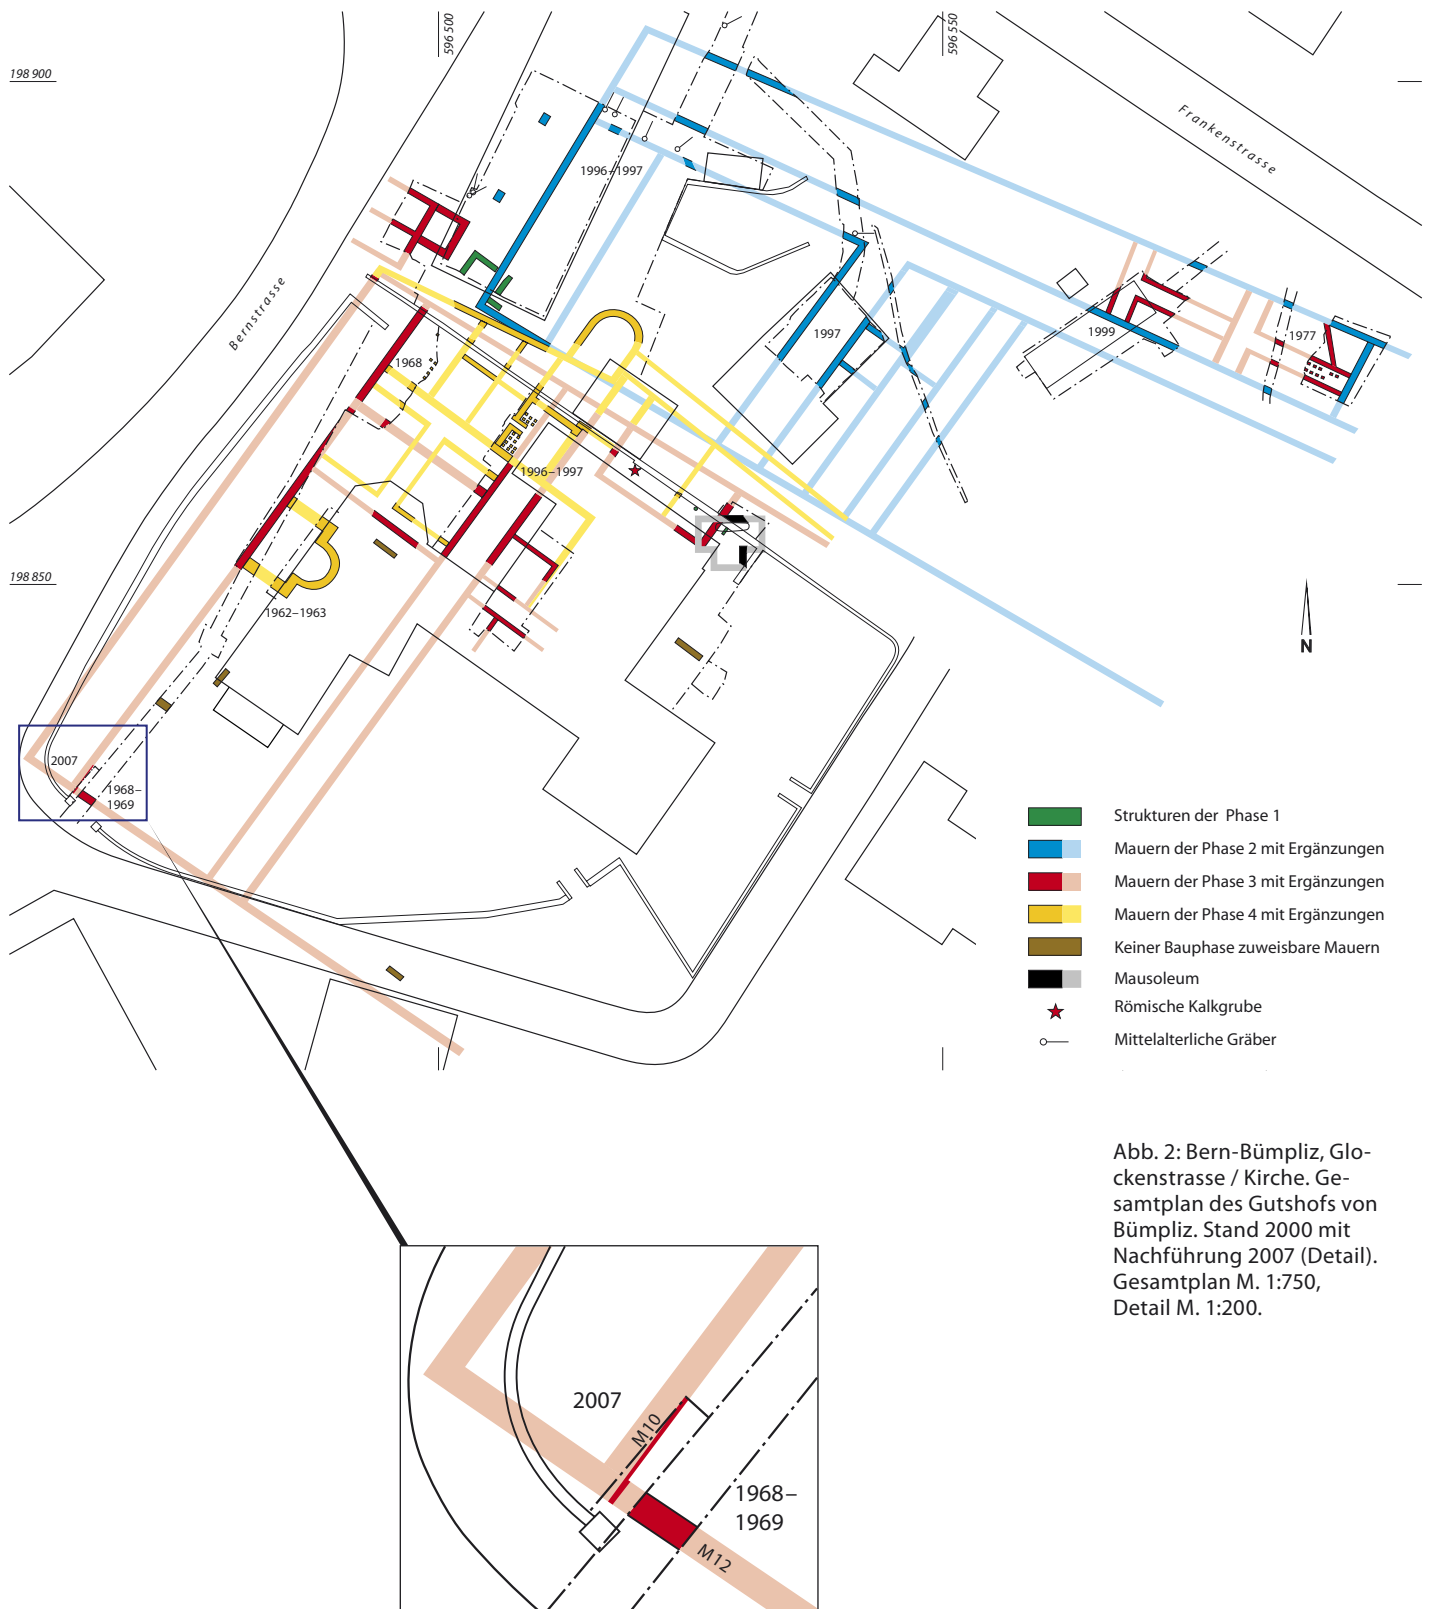 596 500
596 550
198 900
Frankenstrasse
1996–1997
Bernstrasse
1997
1999
1977
1968
1996–1997
198 850
1962–1963
N
2007
1968–
1969
Strukturen der Phase 1
Mauern der Phase 2 mit Ergänzungen
Mauern der Phase 3 mit Ergänzungen
Mauern der Phase 4 mit Ergänzungen
Keiner Bauphase zuweisbare Mauern
Mausoleum
Römische Kalkgrube
Mittelalterliche Gräber
Abb. 2: Bern-Bümpliz, Glo-
ckenstrasse / Kirche. Ge-
samtplan des Gutshofs von
Bümpliz. Stand 2000 mit
Nachführung 2007 (Detail).
Gesamtplan M. 1:750,
Detail M. 1:200.
2007
M10
1968–
1969
M12